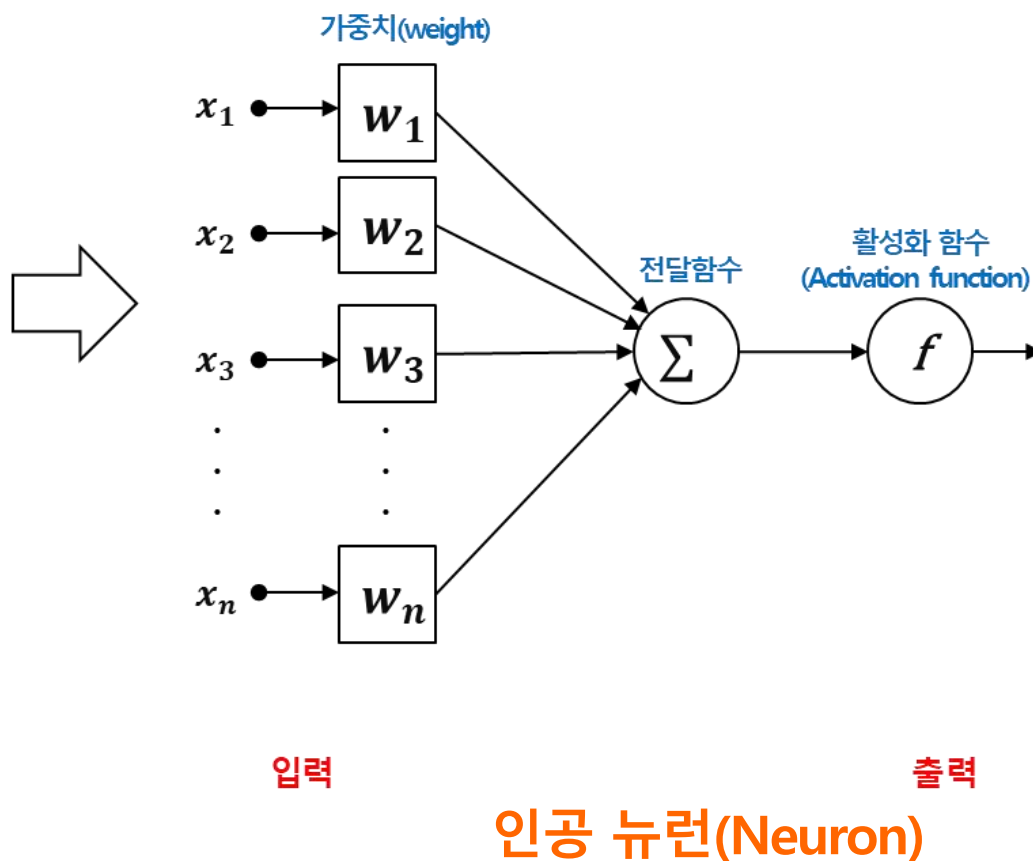 가중치(weight)
x₁ w₁
x₂ w₂
활성화 함수
(Activation function)
전달함수
x₃ w₃ ∑ f
. .
. .
. .
xₙ wₙ
입력 출력
인공 뉴런(Neuron)